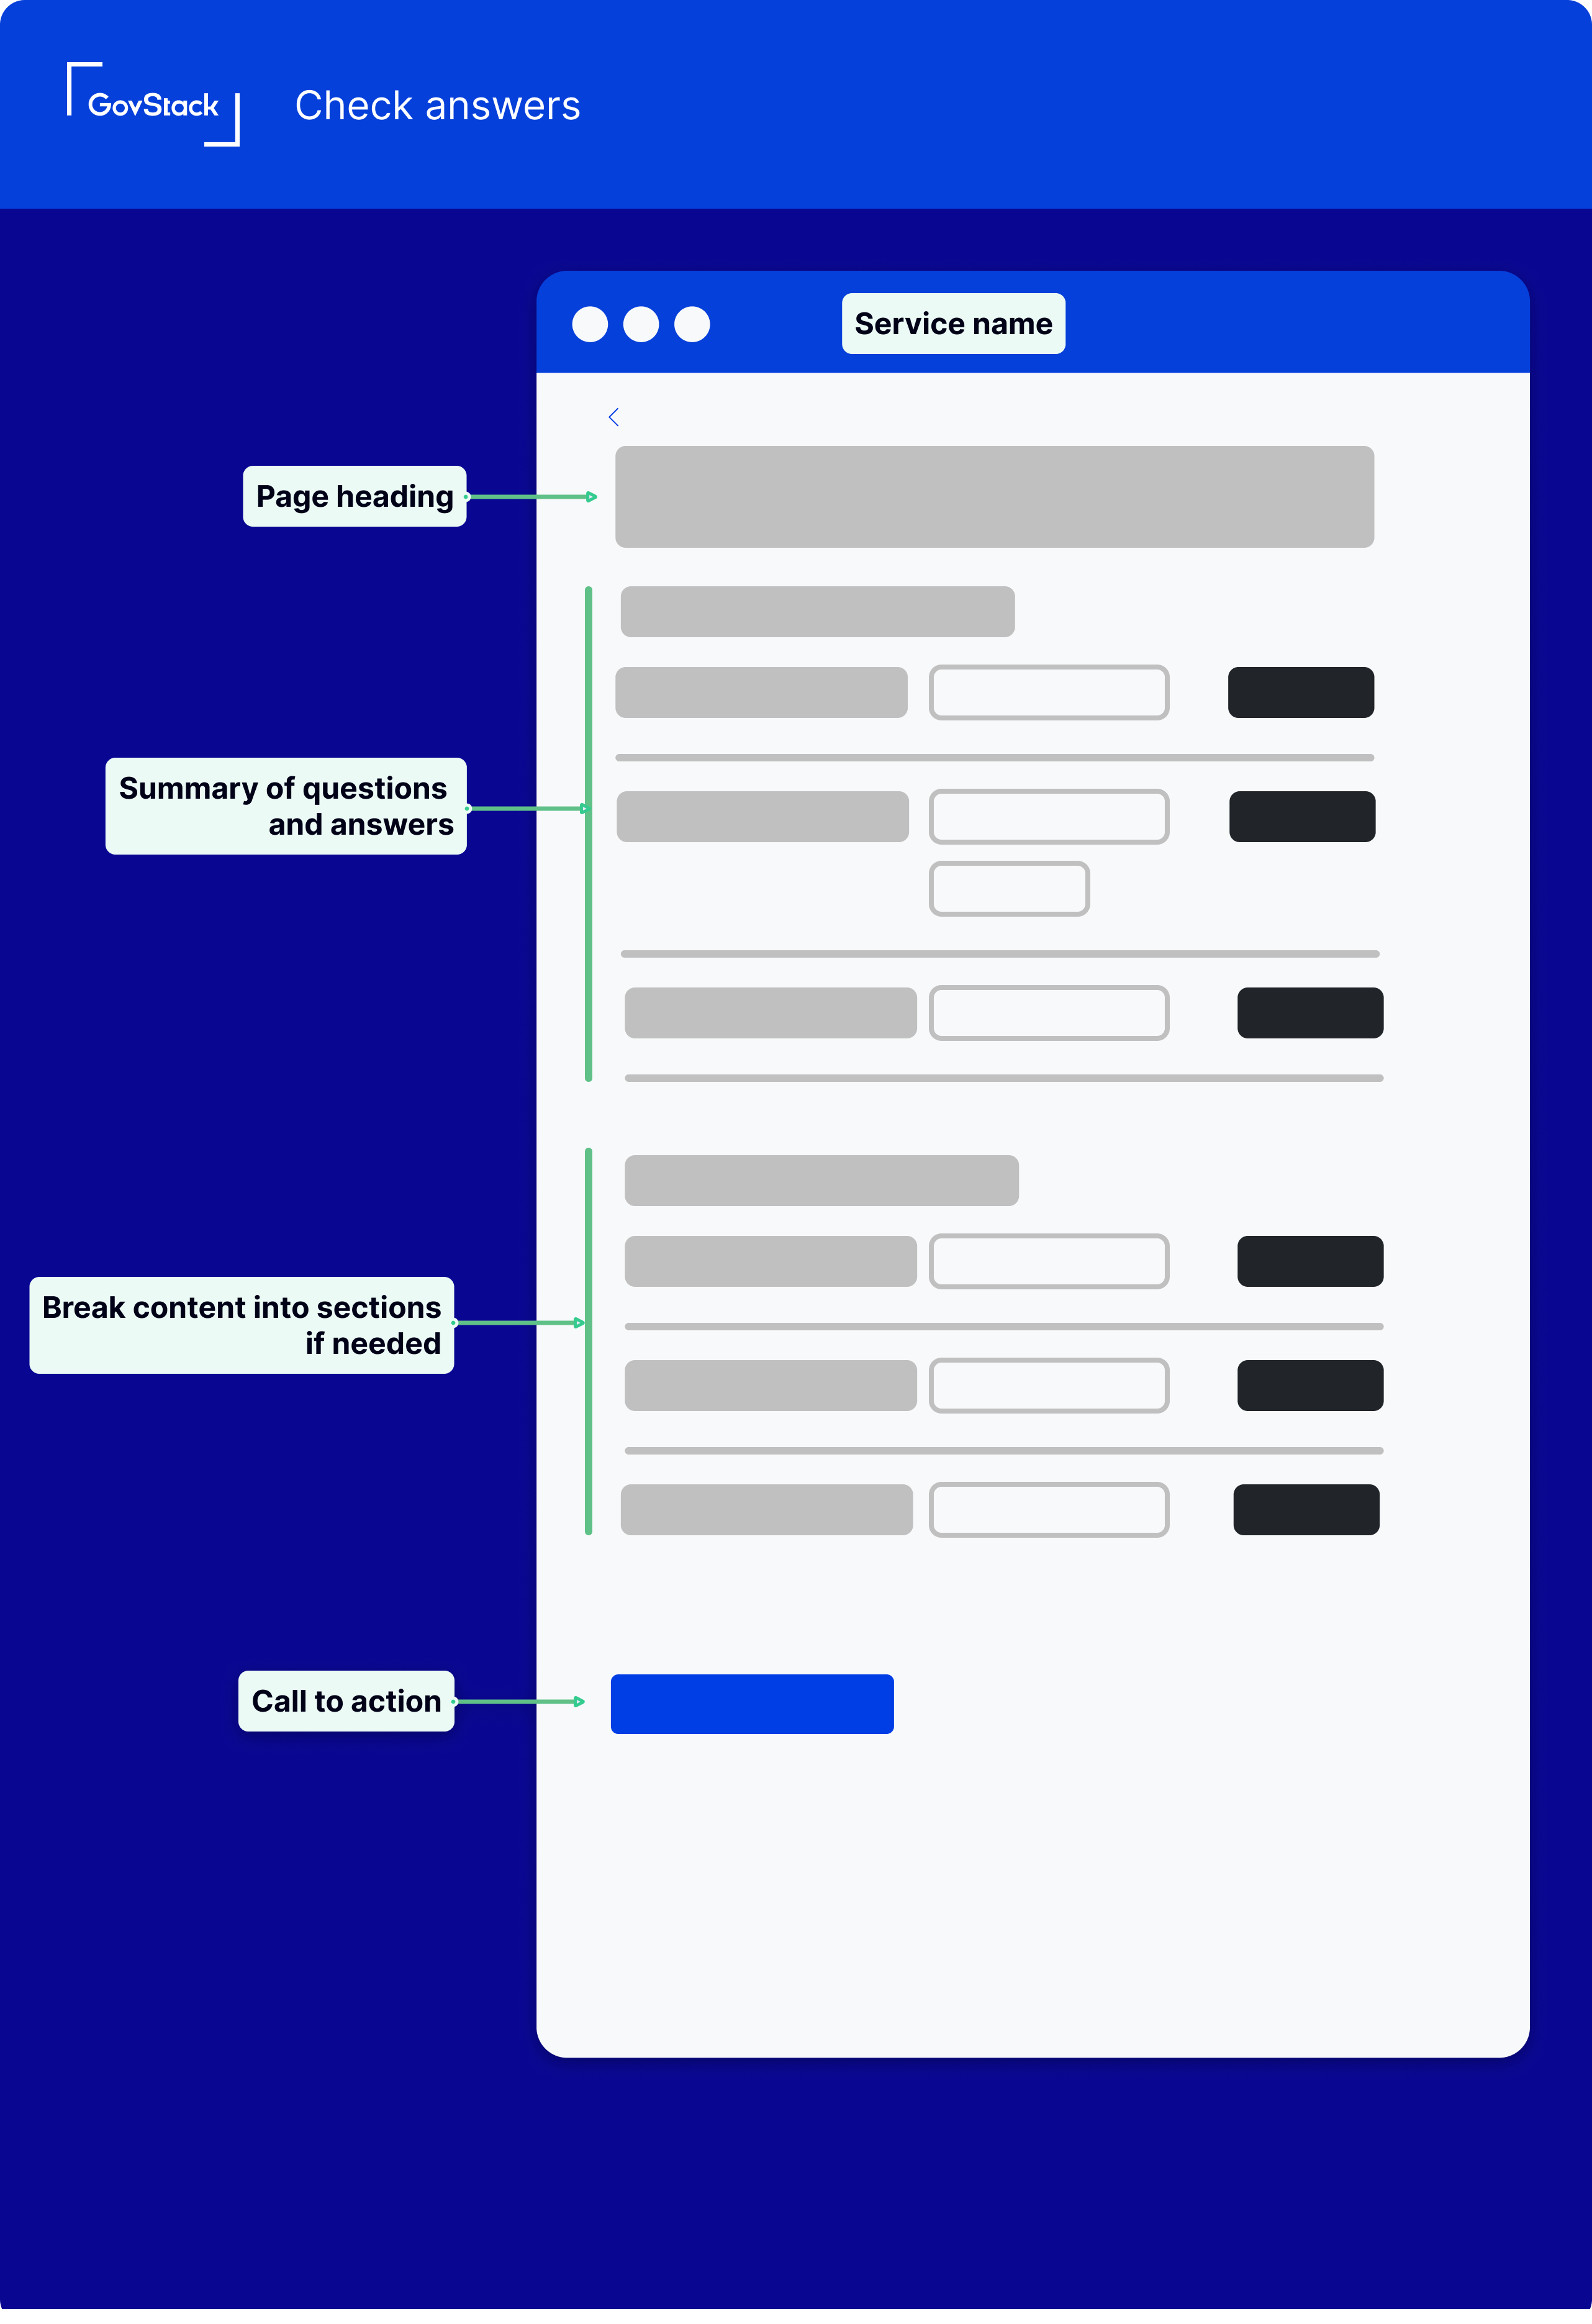 GovStack
Check answers
Service name
Page heading
Summary of questions
and answers
Break content into sections
if needed
Call to action